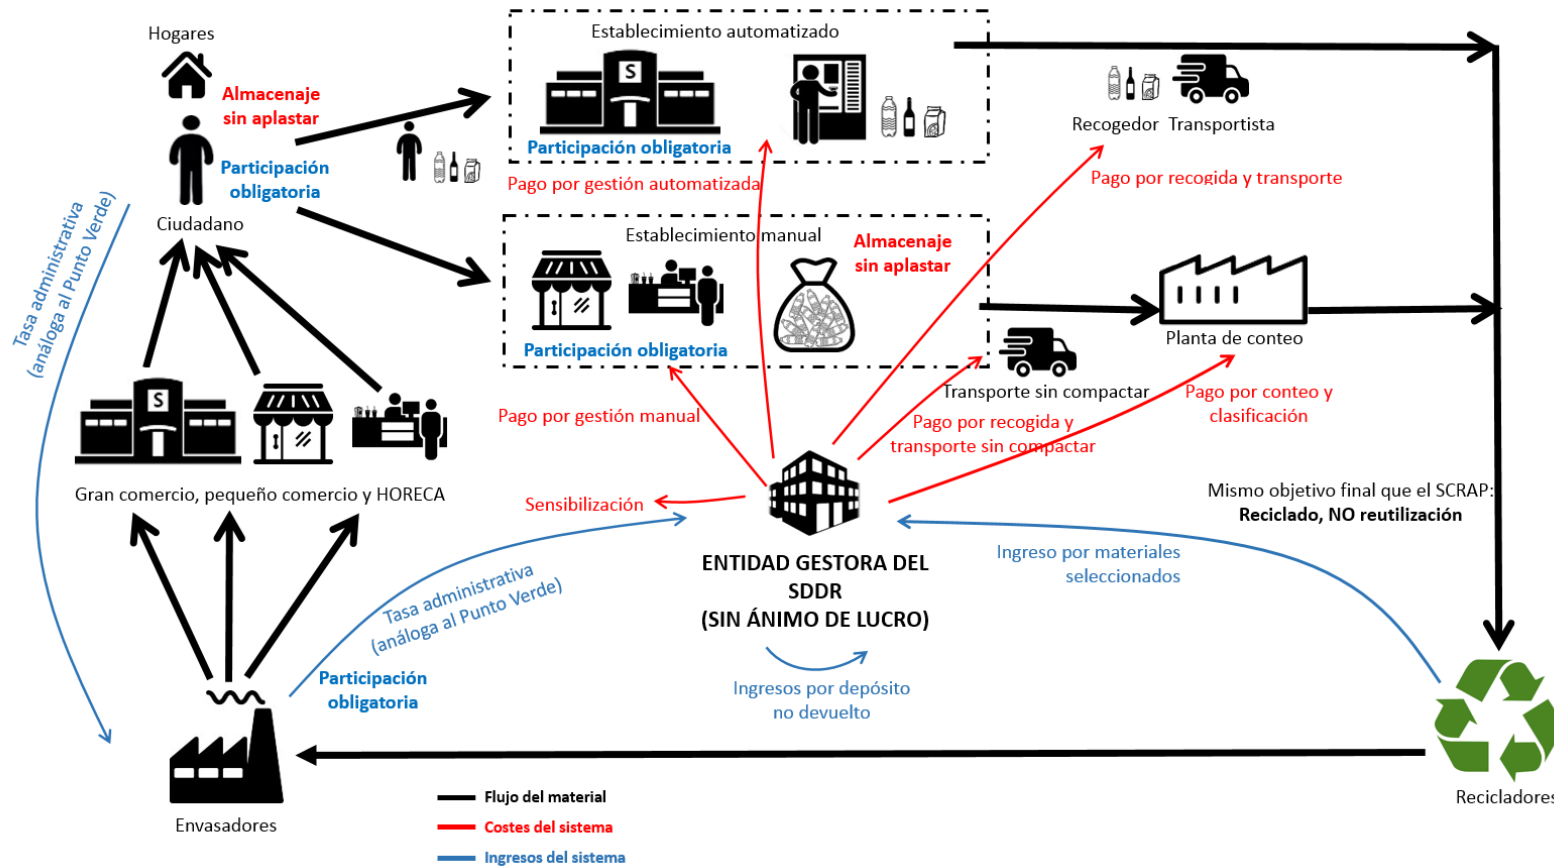 Hogares
Almacenaje
sin aplastar
Participación
obligatoria
Ciudadano
Establecimiento automatizado
S
Participación obligatoria
Pago por gestión automatizada
Recogedor
Transportista
Pago por recogida y transporte
Establecimiento manual
Almacenaje
sin aplastar
Participación obligatoria
Transporte sin compactar
Planta de conteo
Pago por gestión manual
Pago por recogida y
transporte sin compactar
Pago por conteo y
clasificación
Tasa administrativa
(análoga al Punto Verde)
S
Gran comercio, pequeño comercio y HORECA
Sensibilización
Mismo objetivo final que el SCRAP:
Reciclado, NO reutilización
ENTIDAD GESTORA DEL
SDDR
(SIN ÁNIMO DE LUCRO)
Ingreso por materiales
seleccionados
Tasa administrativa
(análoga al Punto Verde)
Participación
obligatoria
Ingresos por depósito
no devuelto
Envasadores
Recicladores
Flujo del material
Costes del sistema
Ingresos del sistema